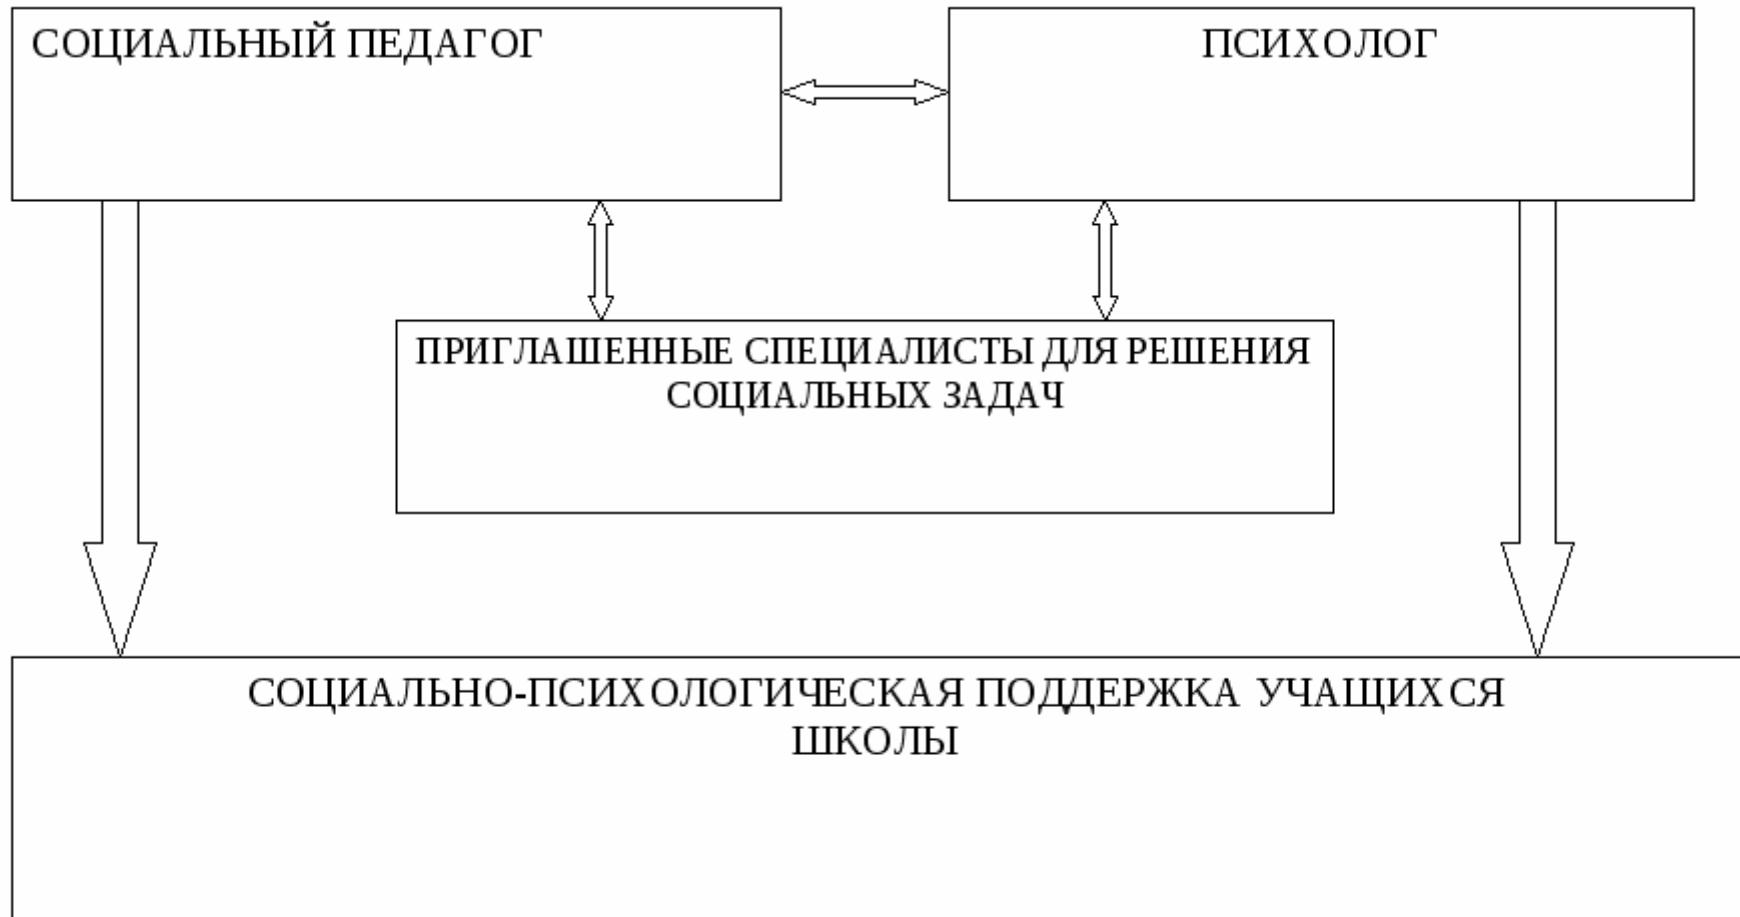 СОЦИАЛЬНЫЙ ПЕДАГОГ
ПСИХОЛОГ
ПРИГЛАШЕННЫЕ СПЕЦИАЛИСТЫ ДЛЯ РЕШЕНИЯ
СОЦИАЛЬНЫХ ЗАДАЧ
СОЦИАЛЬНО-ПСИХОЛОГИЧЕСКАЯ ПОДДЕРЖКА УЧАЩИХСЯ
ШКОЛЫ